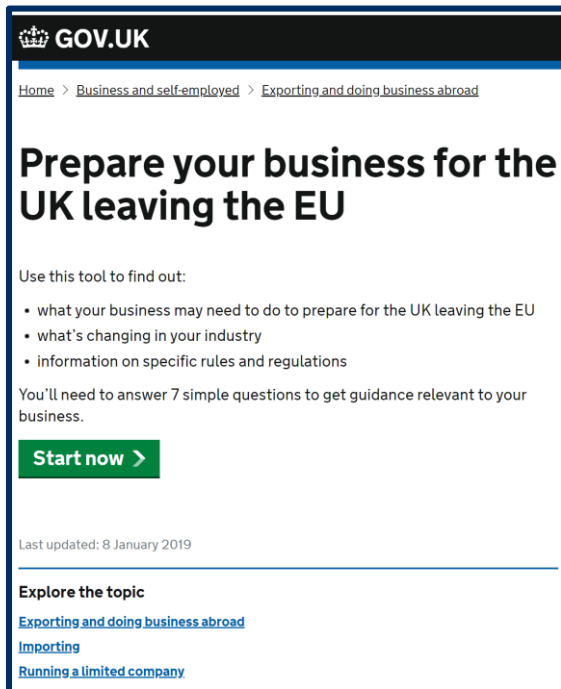 GOV.UK
Home > Business and self-employed > Exporting and doing business abroad
Prepare your business for the
UK leaving the EU
Use this tool to find out:
• what your business may need to do to prepare for the UK leaving the EU
• what's changing in your industry
• information on specific rules and regulations
You'll need to answer 7 simple questions to get guidance relevant to your
business.
Start now >
Last updated: 8 January 2019
Explore the topic
Exporting and doing business abroad
Importing
Running a limited company